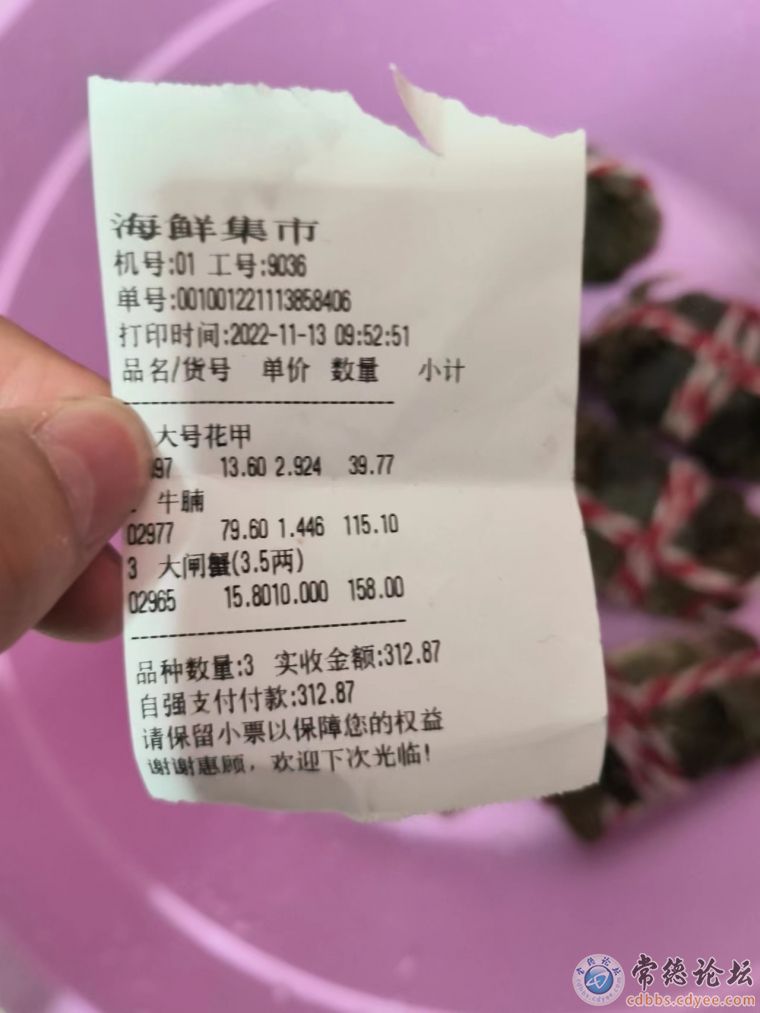 海鲜集市
机号:01 工号:9036
单号:001001221113858406
打印时间:2022-11-13 09:52:51
品名/货号 单价 数量 小计
大号花甲
97 13.60 2.924 39.77
牛腩
02977 79.60 1.446 115.10
3 大闸蟹(3.5两)
02965 15.8010.000 158.00
品种数量:3 实收金额:312.87
自强支付付款:312.87
请保留小票以保障您的权益
谢谢惠顾，欢迎下次光临!
常德论坛
cdbbs.cdyee.com